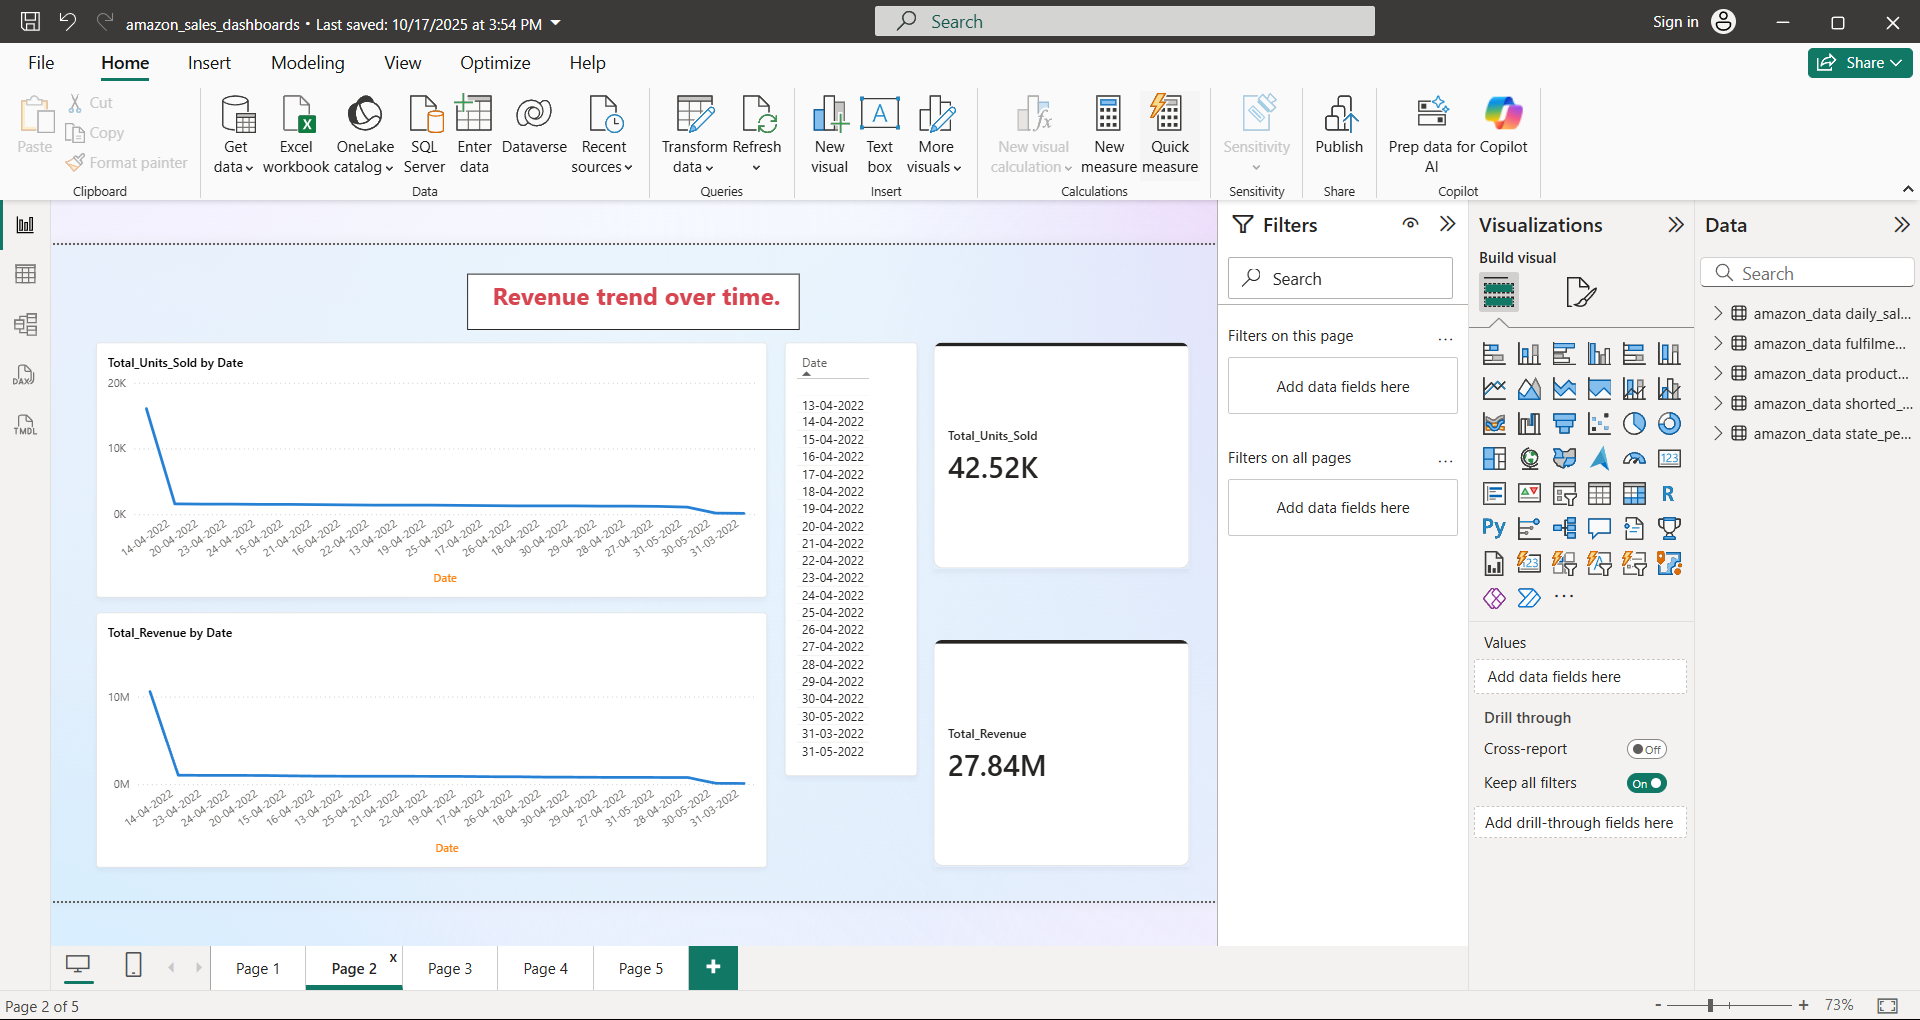 amazon_sales_dashboards • Last saved: 10/17/2025 at 3:54 PM
Search
Sign in
File
Home
Insert
Modeling
View
Optimize
Help
Share
Paste
Cut
Copy
Format painter
Clipboard
Get data
Excel workbook
OneLake catalog
SQL Server
Enter data
Dataverse
Recent sources
Data
Transform data
Refresh
Queries
New visual
Text box
More visuals
Insert
New visual calculation
New measure
Quick measure
Calculations
Sensitivity
Sensitivity
Publish
Share
Prep data for AI
Copilot
Copilot
DAX
TMDL
Revenue trend over time.
Total_Units_Sold by Date
20K
10K
0K
14-04-2022
20-04-2022
23-04-2022
24-04-2022
15-04-2022
21-04-2022
16-04-2022
22-04-2022
13-04-2022
19-04-2022
25-04-2022
17-04-2022
26-04-2022
18-04-2022
30-04-2022
29-04-2022
28-04-2022
27-04-2022
31-05-2022
30-05-2022
31-03-2022
Date
Total_Revenue by Date
10M
0M
14-04-2022
23-04-2022
24-04-2022
20-04-2022
15-04-2022
16-04-2022
13-04-2022
25-04-2022
21-04-2022
22-04-2022
19-04-2022
17-04-2022
26-04-2022
18-04-2022
30-04-2022
29-04-2022
27-04-2022
31-05-2022
28-04-2022
30-05-2022
31-03-2022
Date
Date
13-04-2022
14-04-2022
15-04-2022
16-04-2022
17-04-2022
18-04-2022
19-04-2022
20-04-2022
21-04-2022
22-04-2022
23-04-2022
24-04-2022
25-04-2022
26-04-2022
27-04-2022
28-04-2022
29-04-2022
30-04-2022
30-05-2022
31-03-2022
31-05-2022
Total_Units_Sold
42.52K
Total_Revenue
27.84M
Filters
Search
Filters on this page
...
Add data fields here
Filters on all pages
...
Add data fields here
Visualizations
Build visual
123
R
Py
123
...
Values
Add data fields here
Drill through
Cross-report
Off
Keep all filters
On
Add drill-through fields here
Data
Search
amazon_data daily_sal...
amazon_data fulfilme...
amazon_data product...
amazon_data shorted_...
amazon_data state_pe...
Page 1
Page 2
x
Page 3
Page 4
Page 5
+
Page 2 of 5
- + 73%